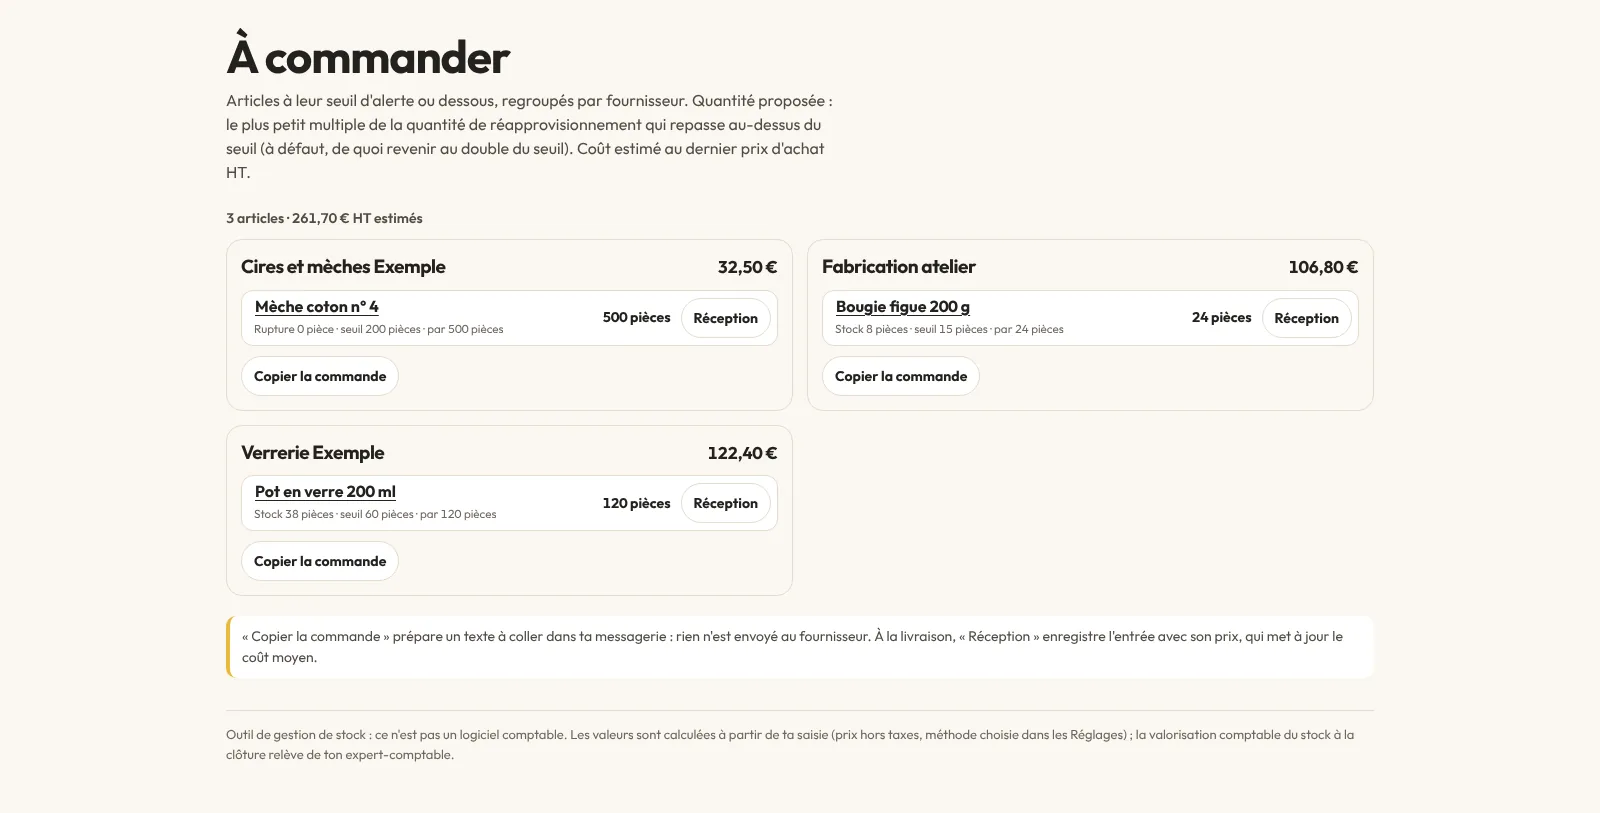 À commander
Articles à leur seuil d'alerte ou dessous, regroupés par fournisseur. Quantité proposée :
le plus petit multiple de la quantité de réapprovisionnement qui repasse au-dessus du
seuil (à défaut, de quoi revenir au double du seuil). Coût estimé au dernier prix d'achat
HT.
3 articles · 261,70 € HT estimés
Cires et mèches Exemple
32,50 €
Mèche coton n° 4
Rupture 0 pièce · seuil 200 pièces · par 500 pièces
500 pièces
Réception
Copier la commande
Fabrication atelier
106,80 €
Bougie figue 200 g
Stock 8 pièces · seuil 15 pièces · par 24 pièces
24 pièces
Réception
Copier la commande
Verrerie Exemple
122,40 €
Pot en verre 200 ml
Stock 38 pièces · seuil 60 pièces · par 120 pièces
120 pièces
Réception
Copier la commande
« Copier la commande » prépare un texte à coller dans ta messagerie : rien n'est envoyé au fournisseur. À la livraison, « Réception » enregistre l'entrée avec son prix, qui met à jour le
coût moyen.
Outil de gestion de stock : ce n'est pas un logiciel comptable. Les valeurs sont calculées à partir de ta saisie (prix hors taxes, méthode choisie dans les Réglages) ; la valorisation comptable du stock à la
clôture relève de ton expert-comptable.